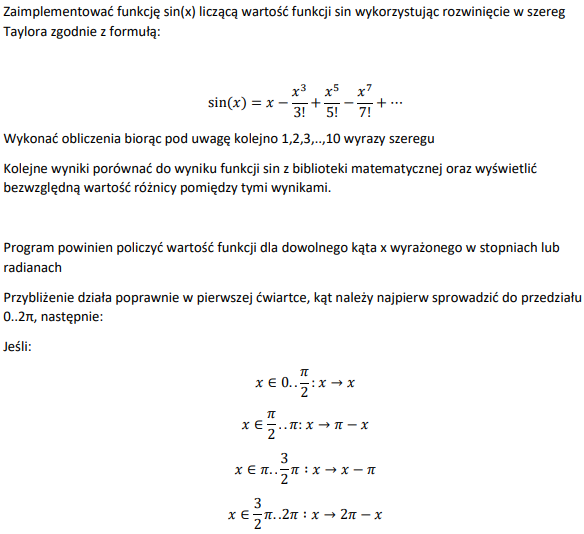 Zaimplementować funkcję sin(x) liczącą wartość funkcji sin wykorzystując rozwinięcie w szereg
Taylora zgodnie z formułą:
sin(x) = x − x³/3! + x⁵/5! − x⁷/7! + ⋯
Wykonać obliczenia biorąc pod uwagę kolejno 1,2,3,..,10 wyrazy szeregu
Kolejne wyniki porównać do wyniku funkcji sin z biblioteki matematycznej oraz wyświetlić
bezwzględną wartość różnicy pomiędzy tymi wynikami.
Program powinien policzyć wartość funkcji dla dowolnego kąta x wyrażonego w stopniach lub
radianach
Przybliżenie działa poprawnie w pierwszej ćwiartce, kąt należy najpierw sprowadzić do przedziału
0..2π, następnie:
Jeśli:
x ∈ 0..π/2 : x → x
x ∈ π/2..π: x → π − x
x ∈ π..3/2π : x → x − π
x ∈ 3/2π..2π : x → 2π − x